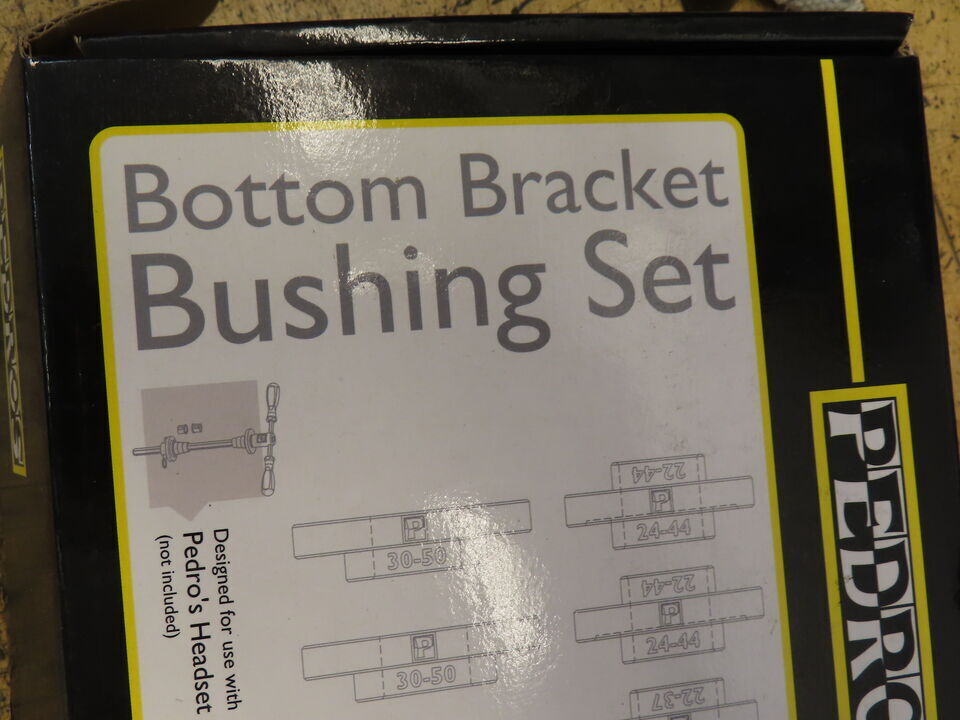 Bottom Bracket
Bushing Set
Designed for use with
Pedro's Headset
(not included)
22-44
P
24-44
P
30-50
22-44
P
24-44
P
30-50
22-37
PEDRO